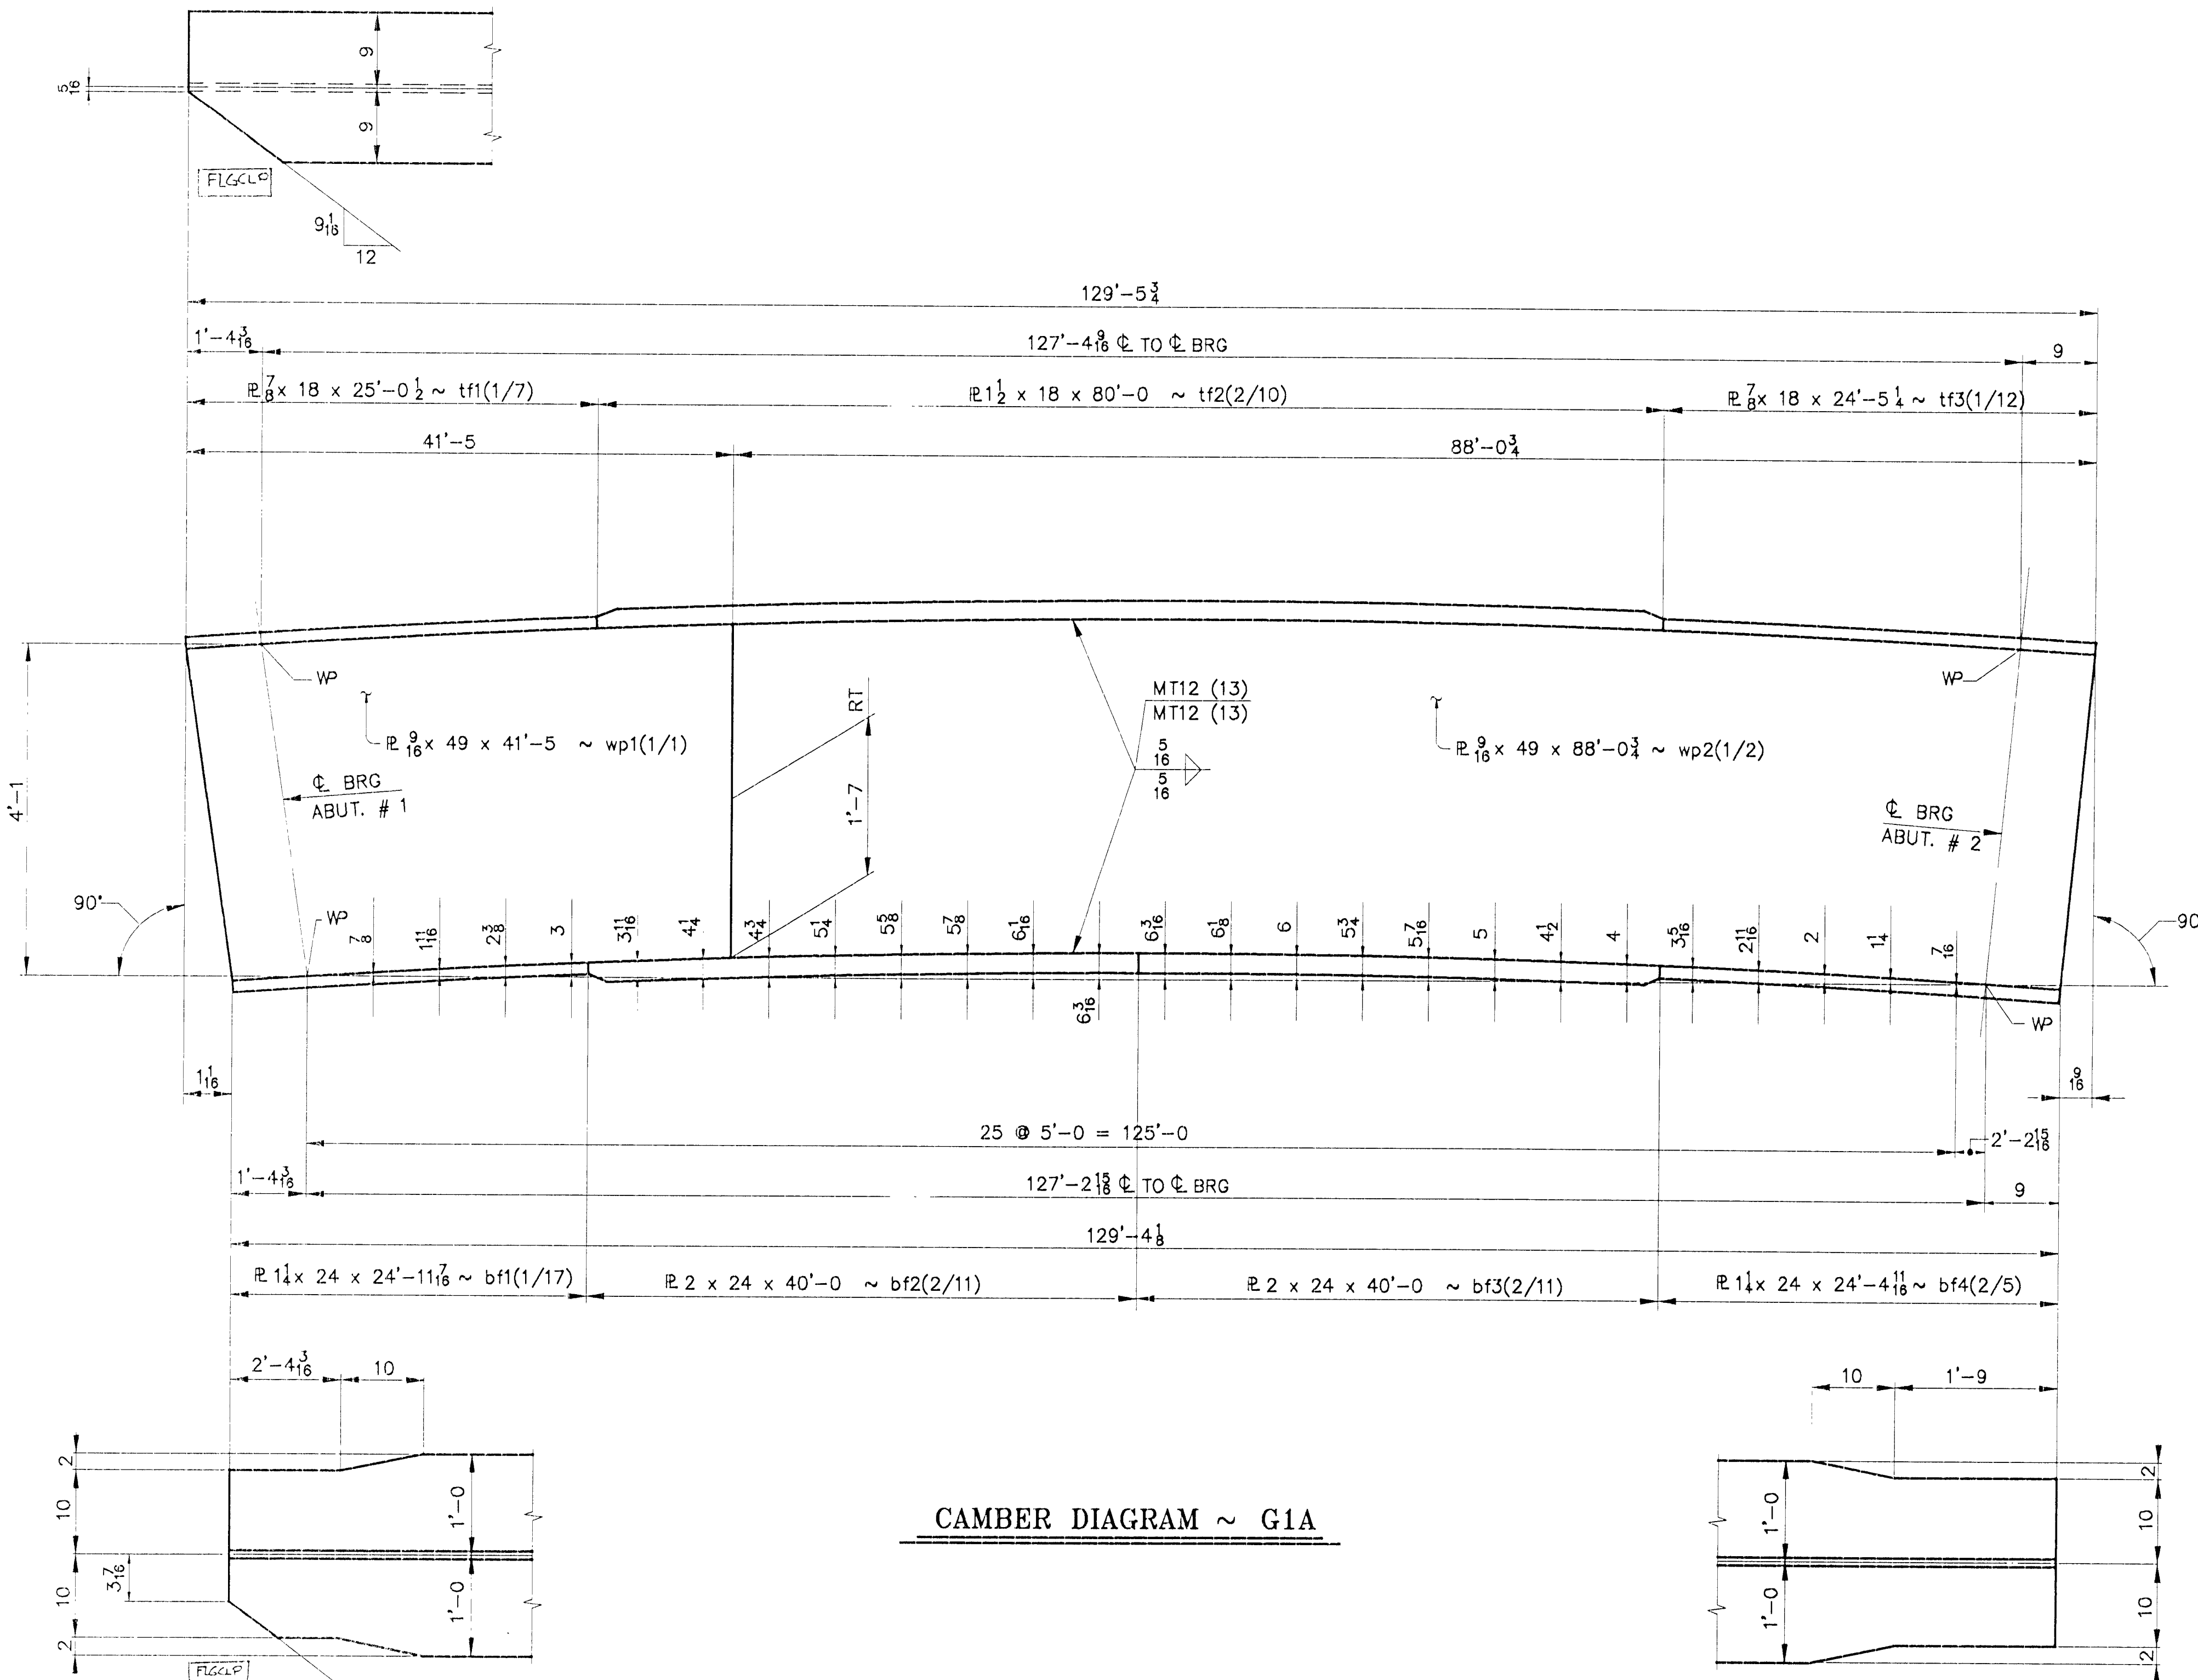 9
5/16
9
FLGCLP
9 1/16
12
129'-5 3/4
1'-4 3/16
127'-4 9/16 ℄ TO ℄ BRG
9
℔ 7/8 x 18 x 25'-0 1/2 ~ tf1(1/7)
℔ 1 1/2 x 18 x 80'-0 ~ tf2(2/10)
℔ 7/8 x 18 x 24'-5 1/4 ~ tf3(1/12)
41'-5
88'-0 3/4
WP
WP
MT12 (13)
MT12 (13)
RT
℔ 9/16 x 49 x 41'-5 ~ wp1(1/1)
5/16
5/16
℔ 9/16 x 49 x 88'-0 3/4 ~ wp2(1/2)
℄ BRG
ABUT. # 1
4'-1
1'-7
℄ BRG
ABUT. # 2
90°
WP
7/8
1 11/16
2 3/8
3
3 11/16
4 1/4
4 3/4
5 1/4
5 5/8
5 7/8
6 1/16
6 3/16
6 3/16
6 1/8
6
5 3/4
5 7/16
5
4 1/2
4
3 5/16
2 11/16
2
1 1/4
7/16
90
WP
1 1/16
9/16
25 @ 5'-0 = 125'-0
2'-2 15/16
1'-4 3/16
127'-2 15/16 ℄ TO ℄ BRG
9
129'-4 1/8
℔ 1 1/4 x 24 x 24'-11 7/16 ~ bf1(1/17)
℔ 2 x 24 x 40'-0 ~ bf2(2/11)
℔ 2 x 24 x 40'-0 ~ bf3(2/11)
℔ 1 1/4 x 24 x 24'-4 11/16 ~ bf4(2/5)
2'-4 3/16
10
10
1'-9
2
10
1'-0
3 7/16
10
1'-0
2
FLGCLP
CAMBER DIAGRAM ~ G1A
1'-0
2
10
1'-0
10
2